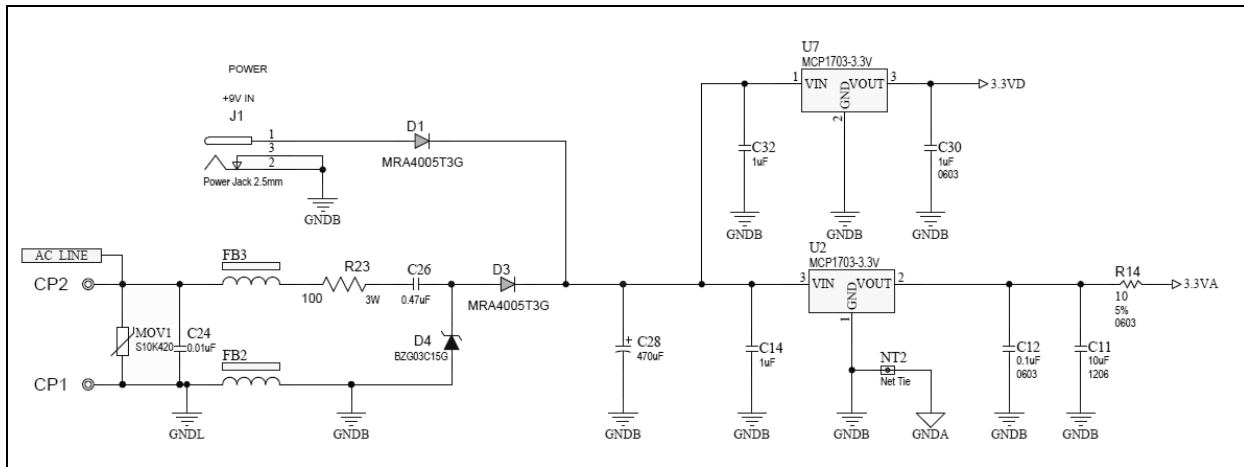 POWER
+9V IN
J1
1
3
2
Power Jack 2.5mm
GNDB
D1
MRA4005T3G
U7
MCP1703-3.3V
1
VIN
VOUT
3
GND
2
3.3VD
C32
1uF
C30
1uF
0603
GNDB
GNDB
GNDB
AC LINE
CP2
CP1
MOV1
S10K420
C24
0.01uF
FB3
FB2
R23
100
3W
C26
0.47uF
D3
MRA4005T3G
D4
BZG03C15G
GNDL
GNDB
C28
470uF
GNDB
C14
1uF
GNDB
U2
MCP1703-3.3V
3
VIN
VOUT
2
GND
1
NT2
Net Tie
GNDB
GNDA
C12
0.1uF
0603
GNDB
C11
10uF
1206
GNDB
R14
10
5%
0603
3.3VA